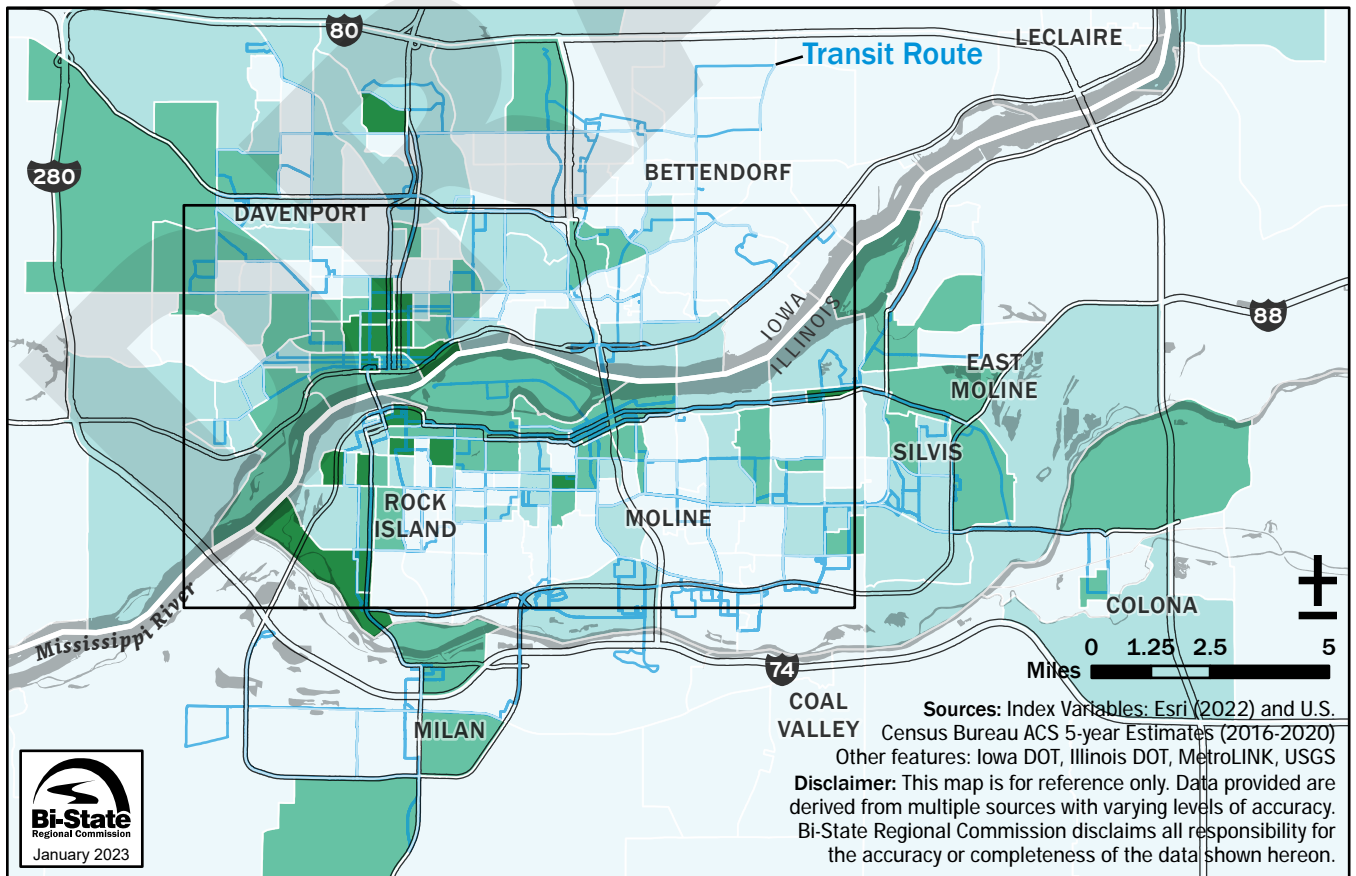 80
LECLAIRE
Transit Route
280
BETTENDORF
DAVENPORT
IOWA
ILLINOIS
88
EAST
MOLINE
SILVIS
ROCK
ISLAND
MOLINE
Mississippi River
COLONA
0 1.25 2.5 5
Miles
74
COAL
VALLEY
MILAN
Sources: Index Variables: Esri (2022) and U.S.
Census Bureau ACS 5-year Estimates (2016-2020)
Other features: Iowa DOT, Illinois DOT, MetroLINK, USGS
Disclaimer: This map is for reference only. Data provided are
derived from multiple sources with varying levels of accuracy.
Bi-State Regional Commission disclaims all responsibility for
the accuracy or completeness of the data shown hereon.
Bi-State
Regional Commission
January 2023